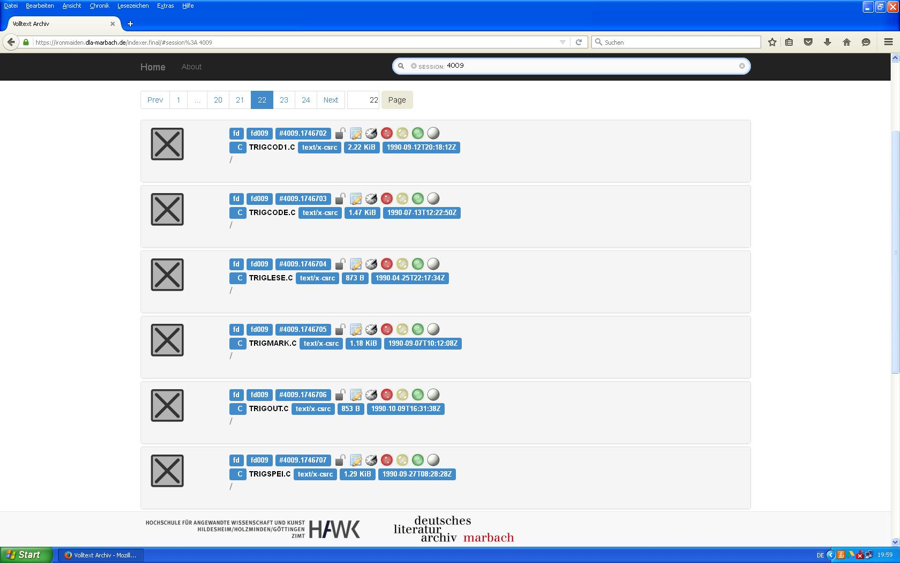 Datei Bearbeiten Ansicht Chronik Lesezeichen Extras Hilfe
Volltext Archiv
https://ironmaiden.dla-marbach.de/indexer.final/#session%3A 4009
Suchen
Home About SESSION: 4009
Prev 1 ... 20 21 22 23 24 Next 22 Page
fd fd009 #4009.1746702
C TRIGCOD1.C text/x-csrc 2.22 KiB 1990-09-12T20:18:12Z
/
fd fd009 #4009.1746703
C TRIGCODE.C text/x-csrc 1.47 KiB 1990-07-13T12:22:50Z
/
fd fd009 #4009.1746704
C TRIGLESE.C text/x-csrc 873 B 1990-04-25T22:17:34Z
/
fd fd009 #4009.1746705
C TRIGMARK.C text/x-csrc 1.18 KiB 1990-09-07T10:12:08Z
/
fd fd009 #4009.1746706
C TRIGOUT.C text/x-csrc 853 B 1990-10-09T16:31:38Z
/
fd fd009 #4009.1746707
C TRIGSPEI.C text/x-csrc 1.29 KiB 1990-09-27T08:28:28Z
/
HOCHSCHULE FÜR ANGEWANDTE WISSENSCHAFT UND KUNST
HILDESHEIM/HOLZMINDEN/GÖTTINGEN
ZIMT
HAWK
deutsches
literatur
archiv marbach
Start Volltext Archiv - Mozil... DE 19:59